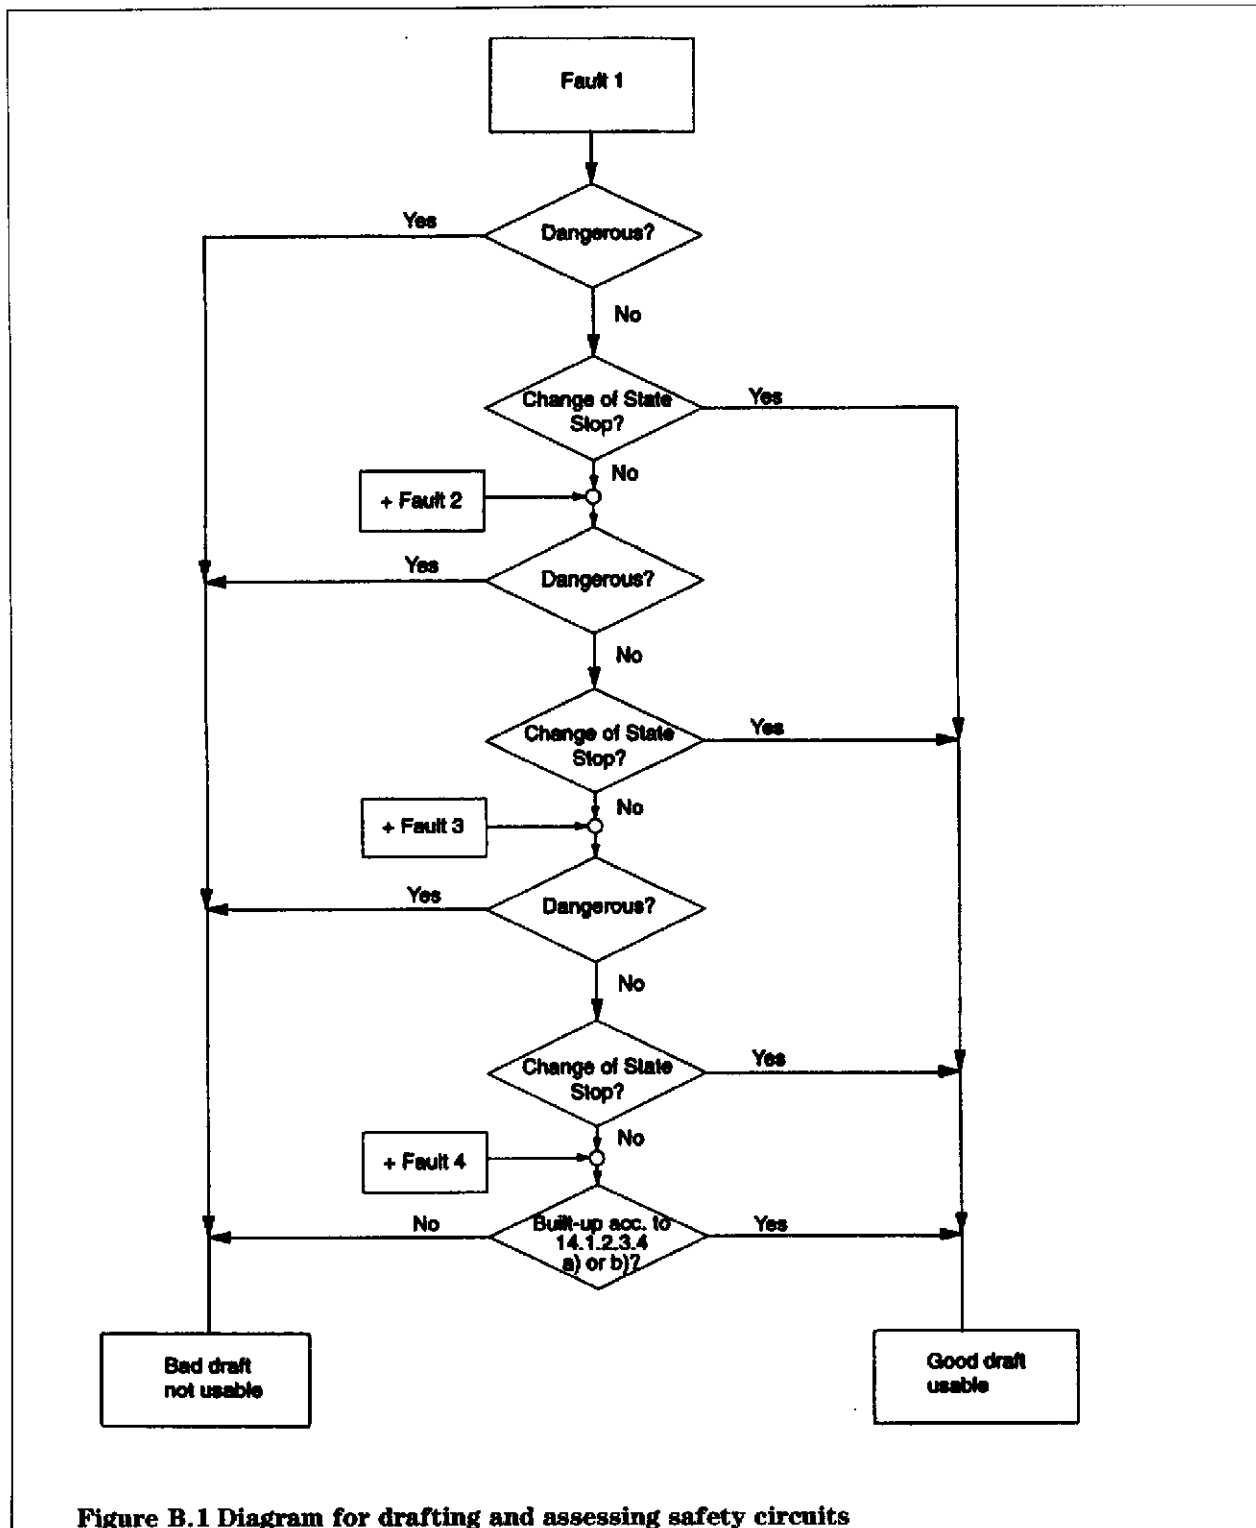 Fault 1
Yes
Dangerous?
No
Change of State
Stop?
Yes
No
+ Fault 2
Yes
Dangerous?
No
Change of State
Stop?
Yes
No
+ Fault 3
Yes
Dangerous?
No
Change of State
Stop?
Yes
No
+ Fault 4
No
Built-up acc. to
14.1.2.3.4
a) or b)?
Yes
Bad draft
not usable
Good draft
usable
Figure B.1 Diagram for drafting and assessing safety circuits